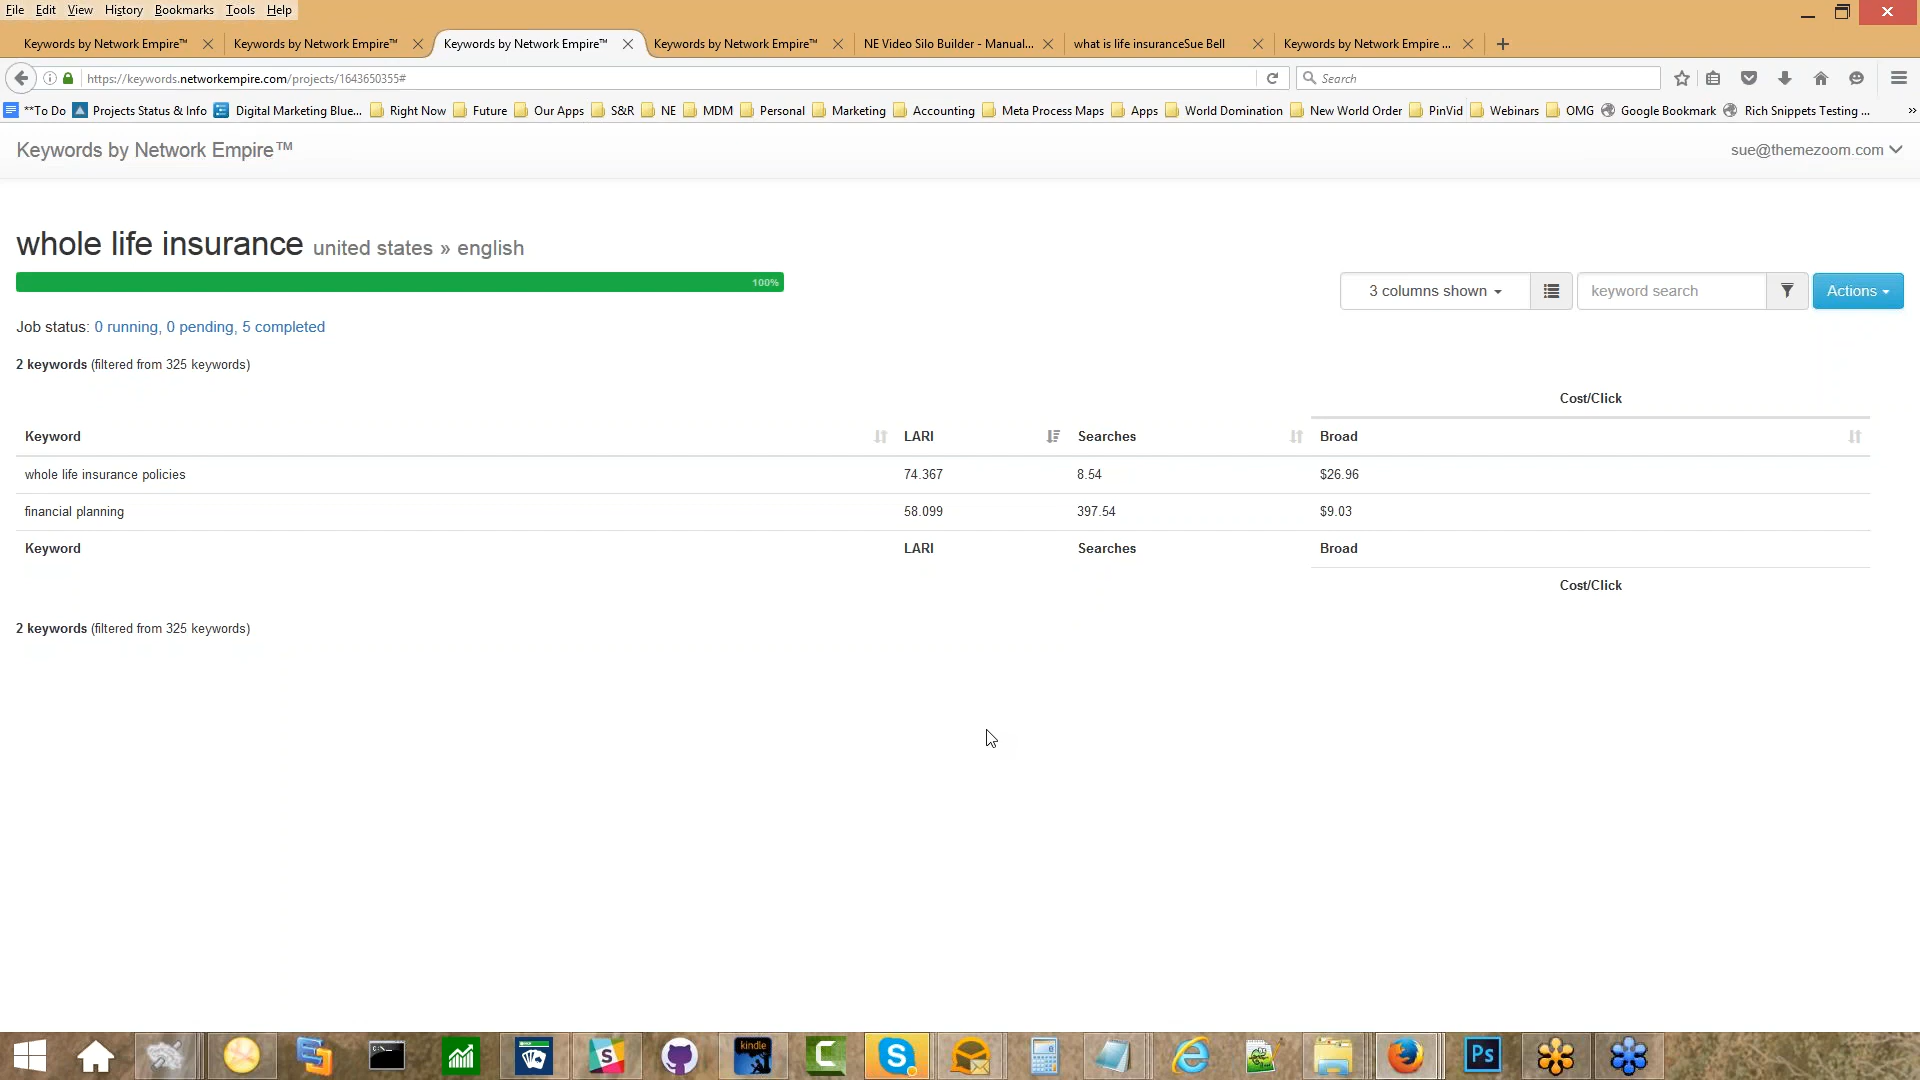 File Edit View History Bookmarks Tools Help
Keywords by Network Empire™ Keywords by Network Empire™ Keywords by Network Empire™ Keywords by Network Empire™ NE Video Silo Builder - Manual... what is life insuranceSue Bell Keywords by Network Empire ...
https://keywords.networkempire.com/projects/1643650355# Search
**To Do Projects Status & Info Digital Marketing Blue... Right Now Future Our Apps S&R NE MDM Personal Marketing Accounting Meta Process Maps Apps World Domination New World Order PinVid Webinars OMG Google Bookmark Rich Snippets Testing ... »
Keywords by Network Empire™ sue@themezoom.com
whole life insurance united states » english
100%
3 columns shown keyword search Actions
Job status: 0 running, 0 pending, 5 completed
2 keywords (filtered from 325 keywords)
Cost/Click
Keyword LARI Searches Broad
whole life insurance policies 74.367 8.54 $26.96
financial planning 58.099 397.54 $9.03
Keyword LARI Searches Broad
Cost/Click
2 keywords (filtered from 325 keywords)
kindle
Ps